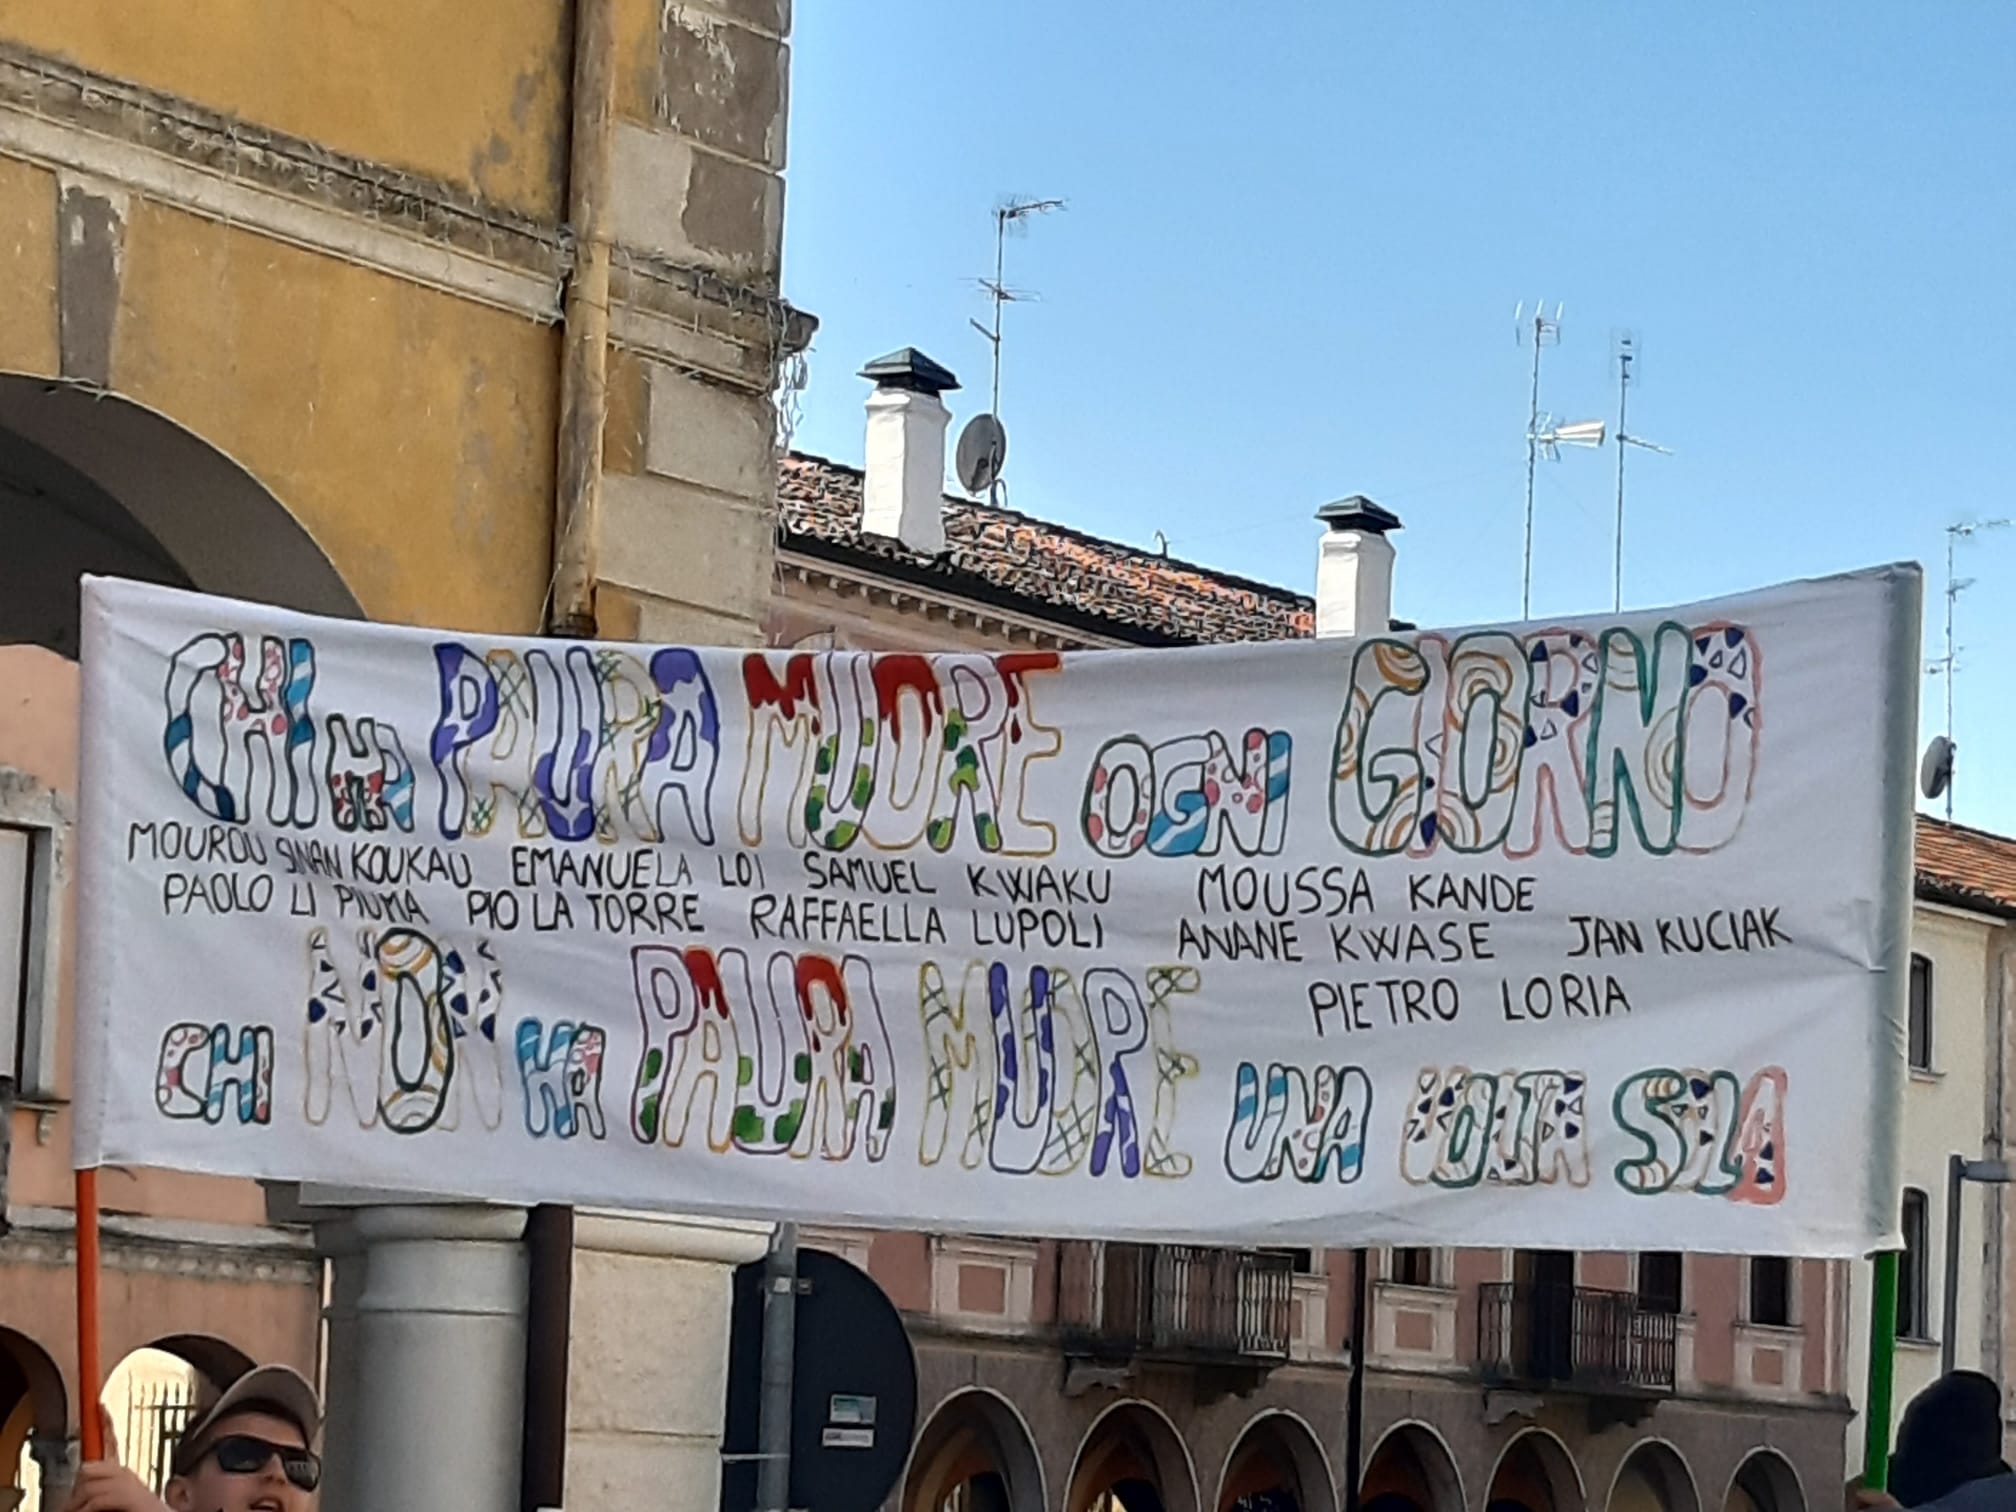 CHI HA PAURA MUORE OGNI GIORNO
MOUROU SINAN KOUKAU EMANUELA LOI SAMUEL KWAKU MOUSSA KANDE
PAOLO LI PIUMA PIO LA TORRE RAFFAELLA LUPOLI ANANE KWASE JAN KUCIAK
PIETRO LORIA
CHI NON HA PAURA MUORE UNA VOLTA SOLA